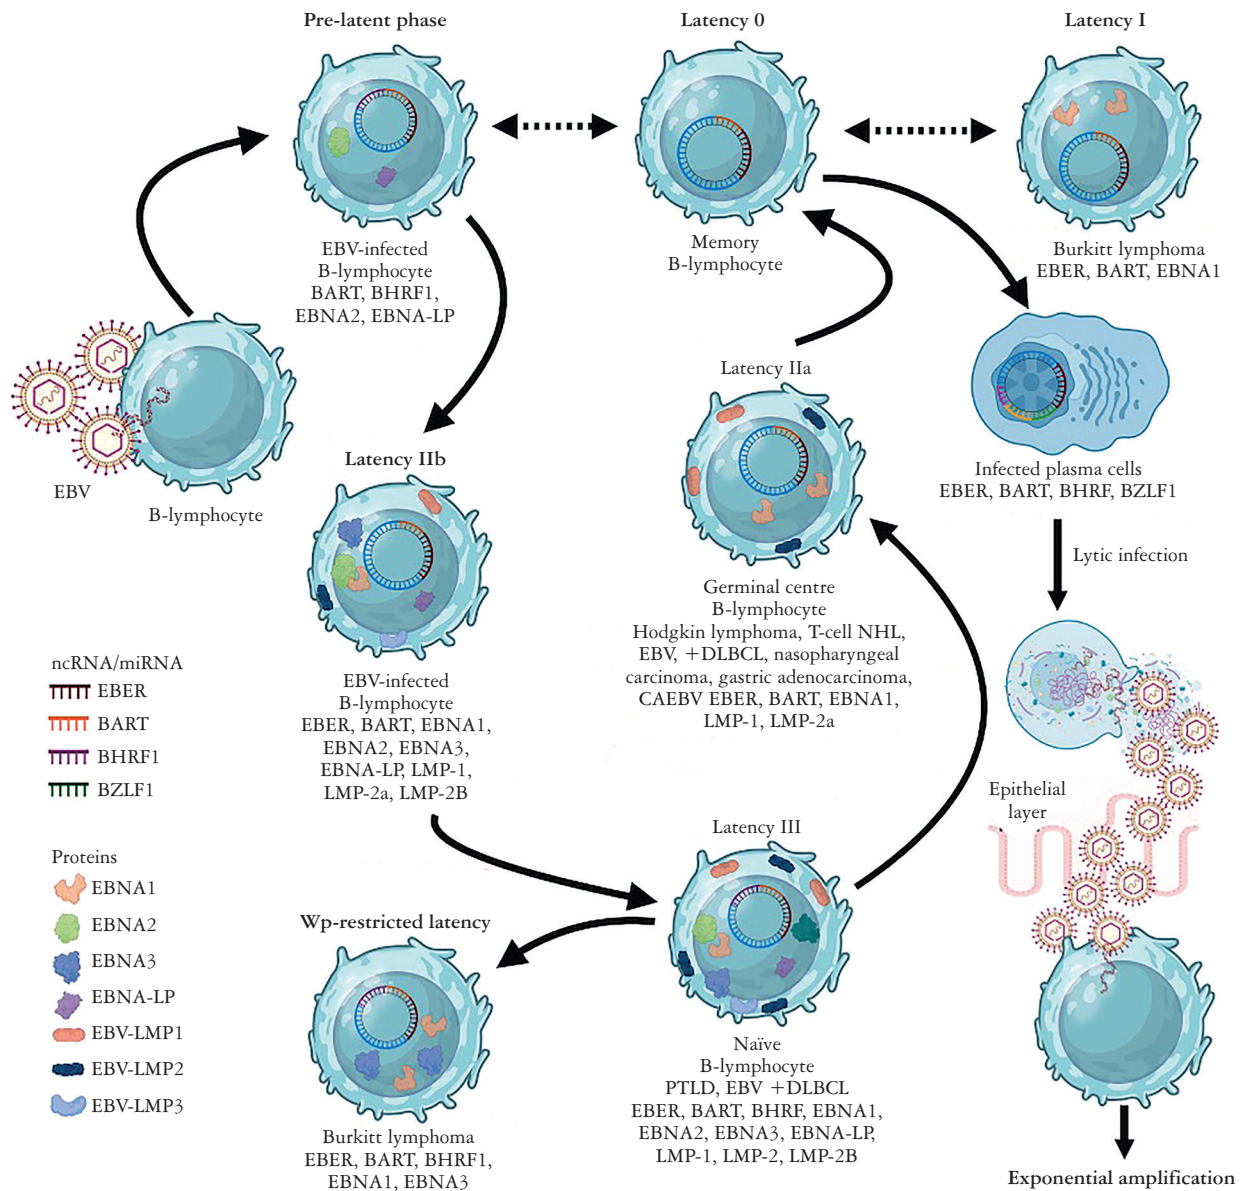 Pre-latent phase
Latency 0
Latency I
EBV-infected
B-lymphocyte
BART, BHRF1,
EBNA2, EBNA-LP
Memory
B-lymphocyte
Burkitt lymphoma
EBER, BART, EBNA1
EBV
B-lymphocyte
Latency IIb
EBV-infected
B-lymphocyte
EBER, BART, EBNA1,
EBNA2, EBNA3,
EBNA-LP, LMP-1,
LMP-2a, LMP-2B
Latency IIa
Germinal centre
B-lymphocyte
Hodgkin lymphoma, T-cell NHL,
EBV, +DLBCL, nasopharyngeal
carcinoma, gastric adenocarcinoma,
CAEBV EBER, BART, EBNA1,
LMP-1, LMP-2a
Infected plasma cells
EBER, BART, BHRF, BZLF1
Lytic infection
Epithelial
layer
ncRNA/miRNA
EBER
BART
BHRF1
BZLF1
Proteins
EBNA1
EBNA2
EBNA3
EBNA-LP
EBV-LMP1
EBV-LMP2
EBV-LMP3
Wp-restricted latency
Burkitt lymphoma
EBER, BART, BHRF1,
EBNA1, EBNA3
Latency III
Naïve
B-lymphocyte
PTLD, EBV +DLBCL
EBER, BART, BHRF, EBNA1,
EBNA2, EBNA3, EBNA-LP,
LMP-1, LMP-2, LMP-2B
Exponential amplification